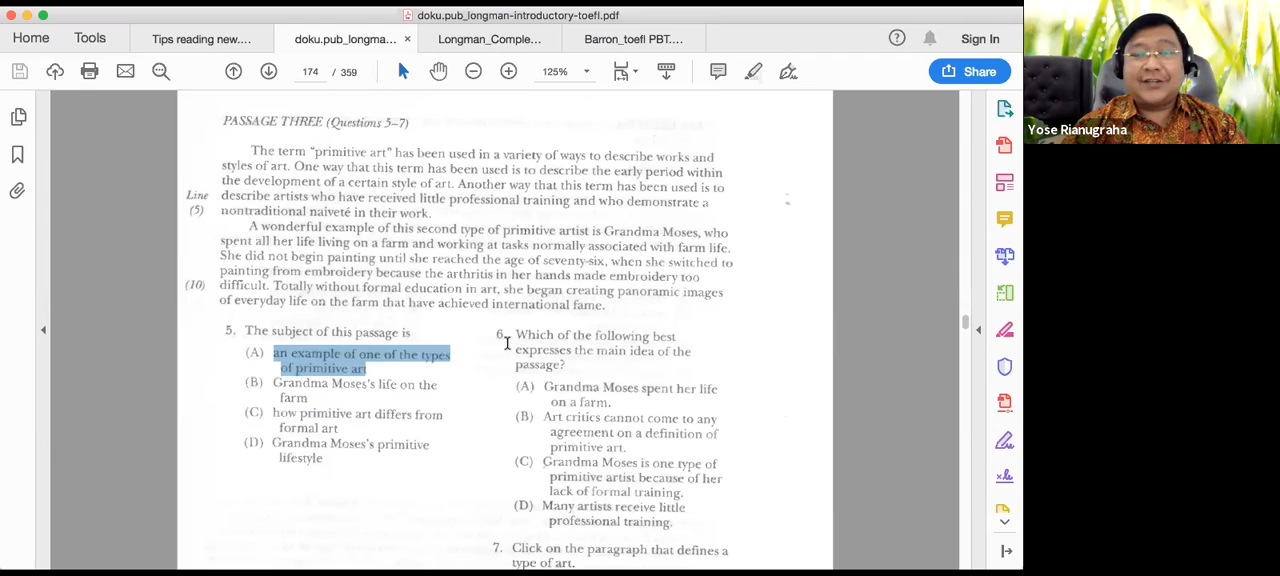 doku.pub_longman-introductory-toefl.pdf
Home
Tools
Tips reading new....
doku.pub_longma...
×
Longman_Comple...
Barron_toefl PBT....
Sign In
174 / 359
125%
Share
PASSAGE THREE (Questions 5–7)
The term “primitive art” has been used in a variety of ways to describe works and
styles of art. One way that this term has been used is to describe the early period within
the development of a certain style of art. Another way that this term has been used is to
Line describe artists who have received little professional training and who demonstrate a
(5) nontraditional naiveté in their work.
A wonderful example of this second type of primitive artist is Grandma Moses, who
spent all her life living on a farm and working at tasks normally associated with farm life.
She did not begin painting until she reached the age of seventy-six, when she switched to
painting from embroidery because the arthritis in her hands made embroidery too
(10) difficult. Totally without formal education in art, she began creating panoramic images
of everyday life on the farm that have achieved international fame.
5. The subject of this passage is
(A) an example of one of the types
of primitive art
(B) Grandma Moses's life on the
farm
(C) how primitive art differs from
formal art
(D) Grandma Moses's primitive
lifestyle
6. Which of the following best
expresses the main idea of the
passage?
(A) Grandma Moses spent her life
on a farm.
(B) Art critics cannot come to any
agreement on a definition of
primitive art.
(C) Grandma Moses is one type of
primitive artist because of her
lack of formal training.
(D) Many artists receive little
professional training.
7. Click on the paragraph that defines a
type of art.
Yose Rianugraha